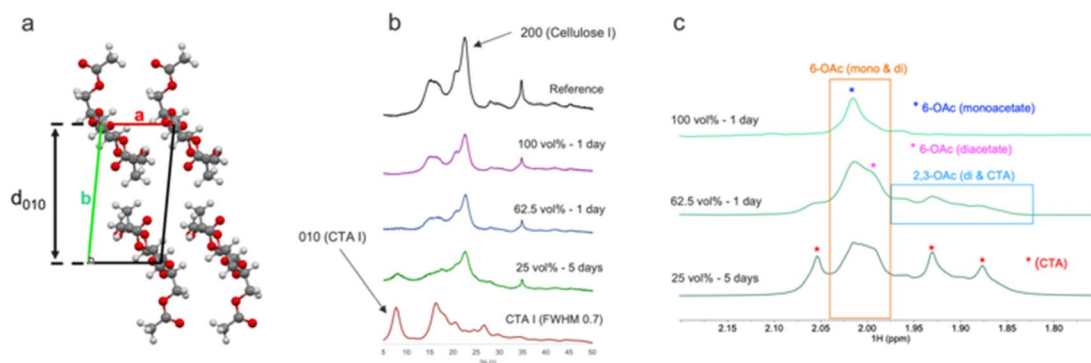 a
a
b
d010
b
200 (Cellulose I)
Reference
100 vol% - 1 day
62.5 vol% - 1 day
010 (CTA I)
25 vol% - 5 days
CTA I (FWHM 0.7)
5 10 15 20 25 30 35 40 45 50
c
6-OAc (mono & di)
* 6-OAc (monoacetate)
100 vol% - 1 day
* 6-OAc (diacetate)
2,3-OAc (di & CTA)
62.5 vol% - 1 day
* (CTA)
25 vol% - 5 days
2.15 2.10 2.05 2.00 1.95 1.90 1.85 1.80
1H (ppm)